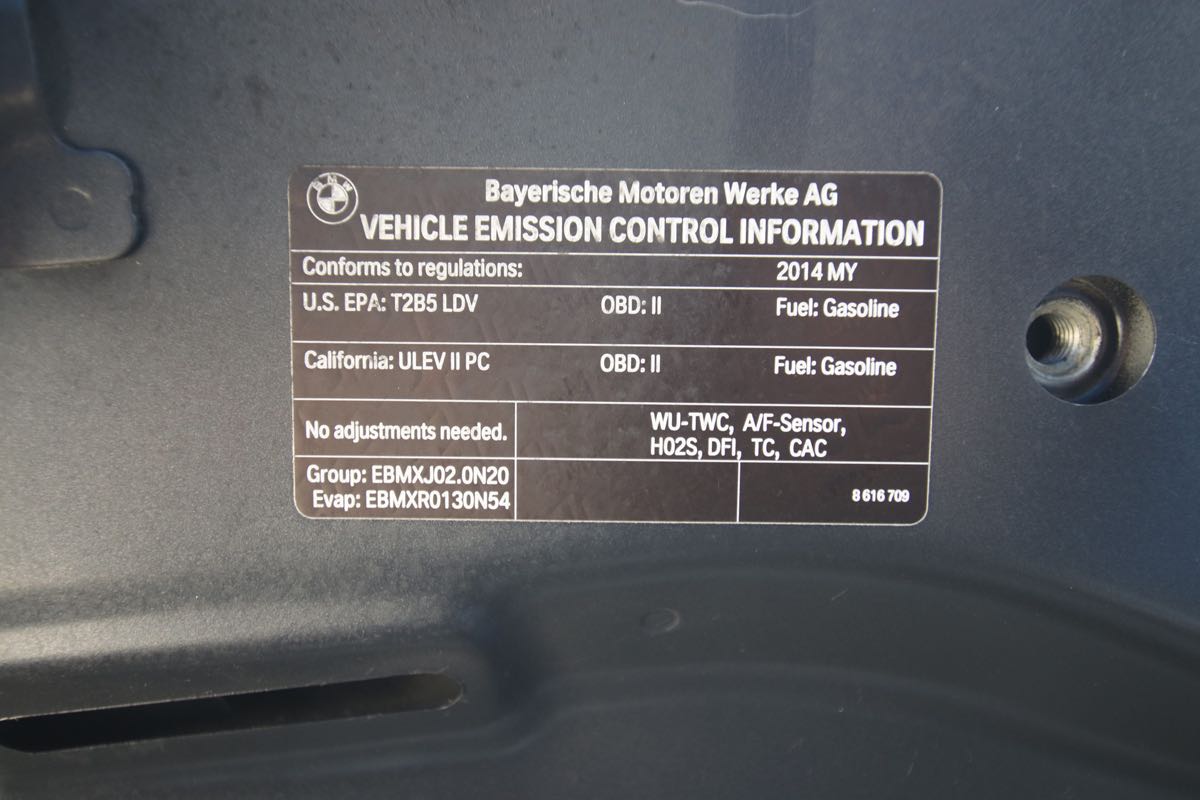 BMW
Bayerische Motoren Werke AG
VEHICLE EMISSION CONTROL INFORMATION
Conforms to regulations: 2014 MY
U.S. EPA: T2B5 LDV OBD: II Fuel: Gasoline
California: ULEV II PC OBD: II Fuel: Gasoline
No adjustments needed.
WU-TWC, A/F-Sensor,
H02S, DFI, TC, CAC
Group: EBMXJ02.0N20
Evap: EBMXR0130N54
8 616 709